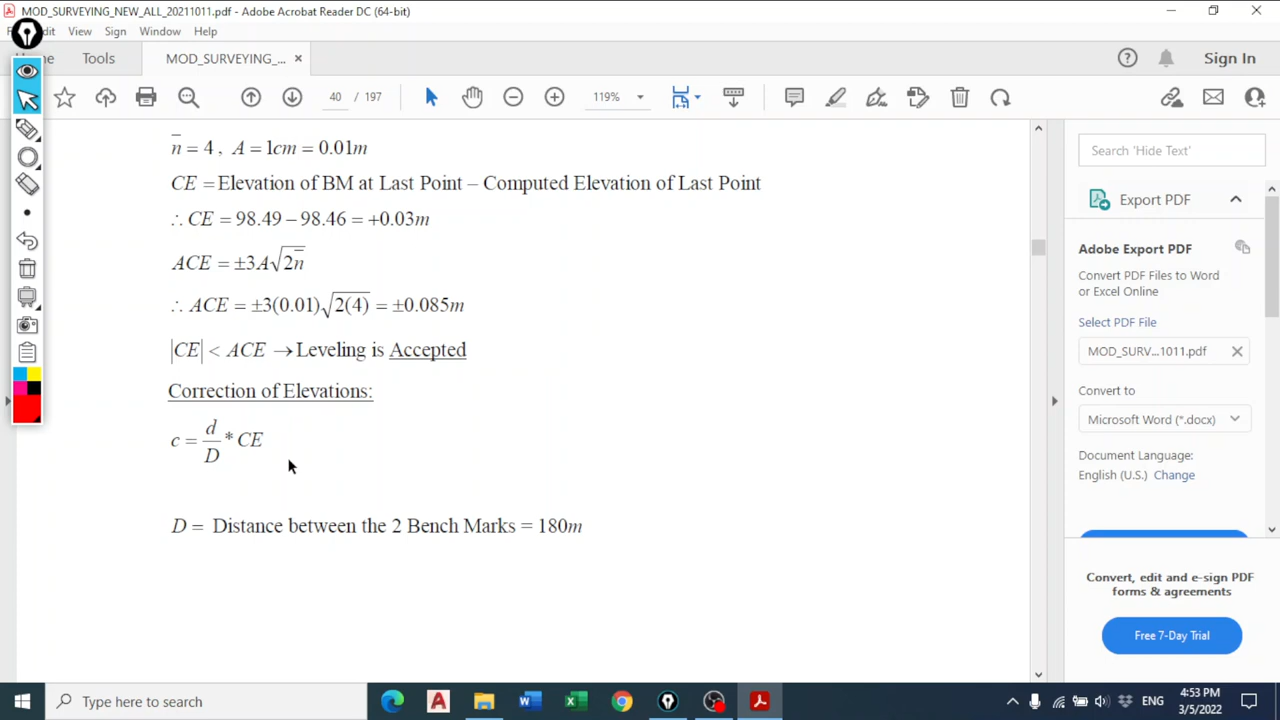 MOD_SURVEYING_NEW_ALL_20211011.pdf - Adobe Acrobat Reader DC (64-bit)
View Sign Window Help
Tools MOD_SURVEYING_... × Sign In
40 / 197 119%
n̅ = 4 , A = 1cm = 0.01m
CE = Elevation of BM at Last Point – Computed Elevation of Last Point
∴ CE = 98.49 – 98.46 = +0.03m
ACE = ±3A√2n̅
∴ ACE = ±3(0.01)√2(4) = ±0.085m
|CE| < ACE → Leveling is Accepted
Correction of Elevations:
c = d/D * CE
D = Distance between the 2 Bench Marks = 180m
Search 'Hide Text'
Export PDF
Adobe Export PDF
Convert PDF Files to Word
or Excel Online
Select PDF File
MOD_SURV...1011.pdf
Convert to
Microsoft Word (*.docx)
Document Language:
English (U.S.) Change
Convert, edit and e-sign PDF
forms & agreements
Free 7-Day Trial
Type here to search
ENG
4:53 PM
3/5/2022